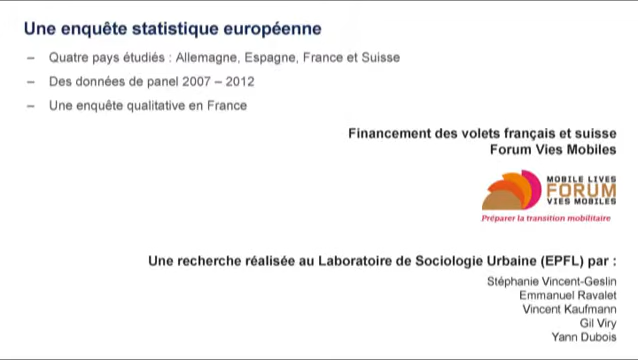 Une enquête statistique européenne
– Quatre pays étudiés : Allemagne, Espagne, France et Suisse
– Des données de panel 2007 – 2012
– Une enquête qualitative en France
Financement des volets français et suisse
Forum Vies Mobiles
MOBILE LIVES
FORUM
VIES MOBILES
Préparer la transition mobilitaire
Une recherche réalisée au Laboratoire de Sociologie Urbaine (EPFL) par :
Stéphanie Vincent-Geslin
Emmanuel Ravalet
Vincent Kaufmann
Gil Viry
Yann Dubois